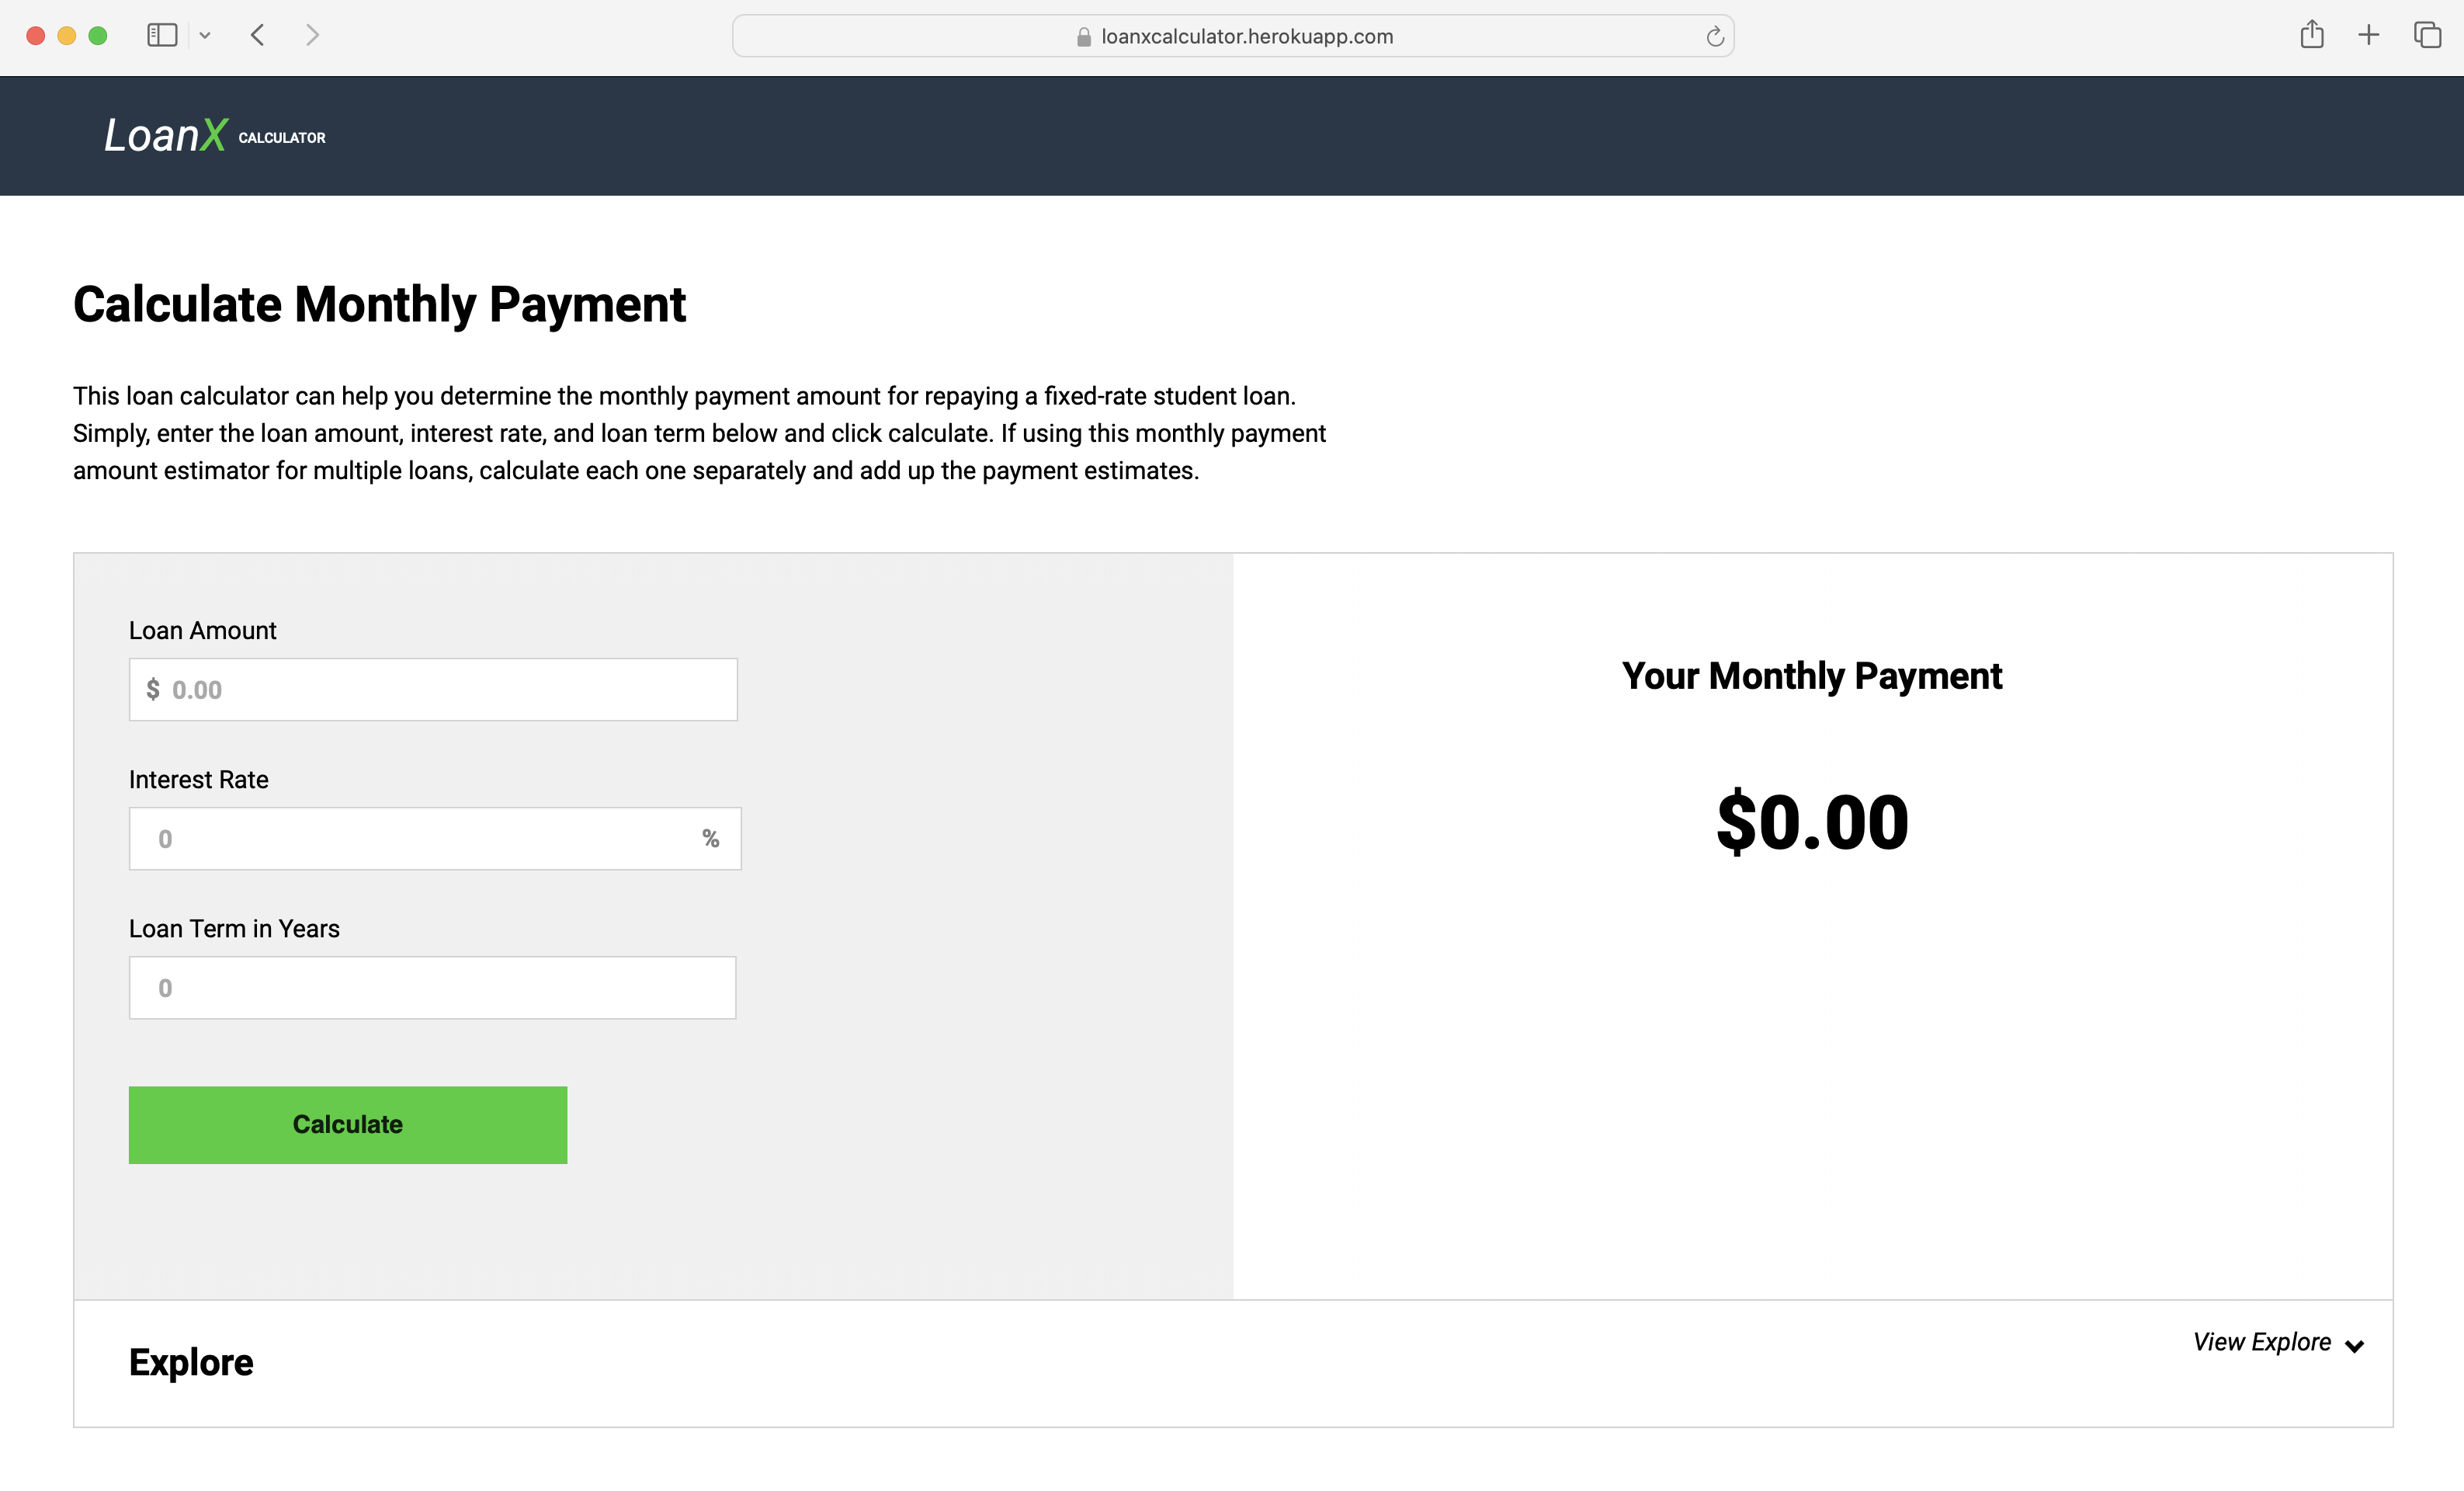 loanxcalculator.herokuapp.com
LoanX CALCULATOR
Calculate Monthly Payment
This loan calculator can help you determine the monthly payment amount for repaying a fixed-rate student loan.
Simply, enter the loan amount, interest rate, and loan term below and click calculate. If using this monthly payment
amount estimator for multiple loans, calculate each one separately and add up the payment estimates.
Loan Amount
$ 0.00
Interest Rate
0 %
Loan Term in Years
0
Calculate
Your Monthly Payment
$0.00
Explore
View Explore